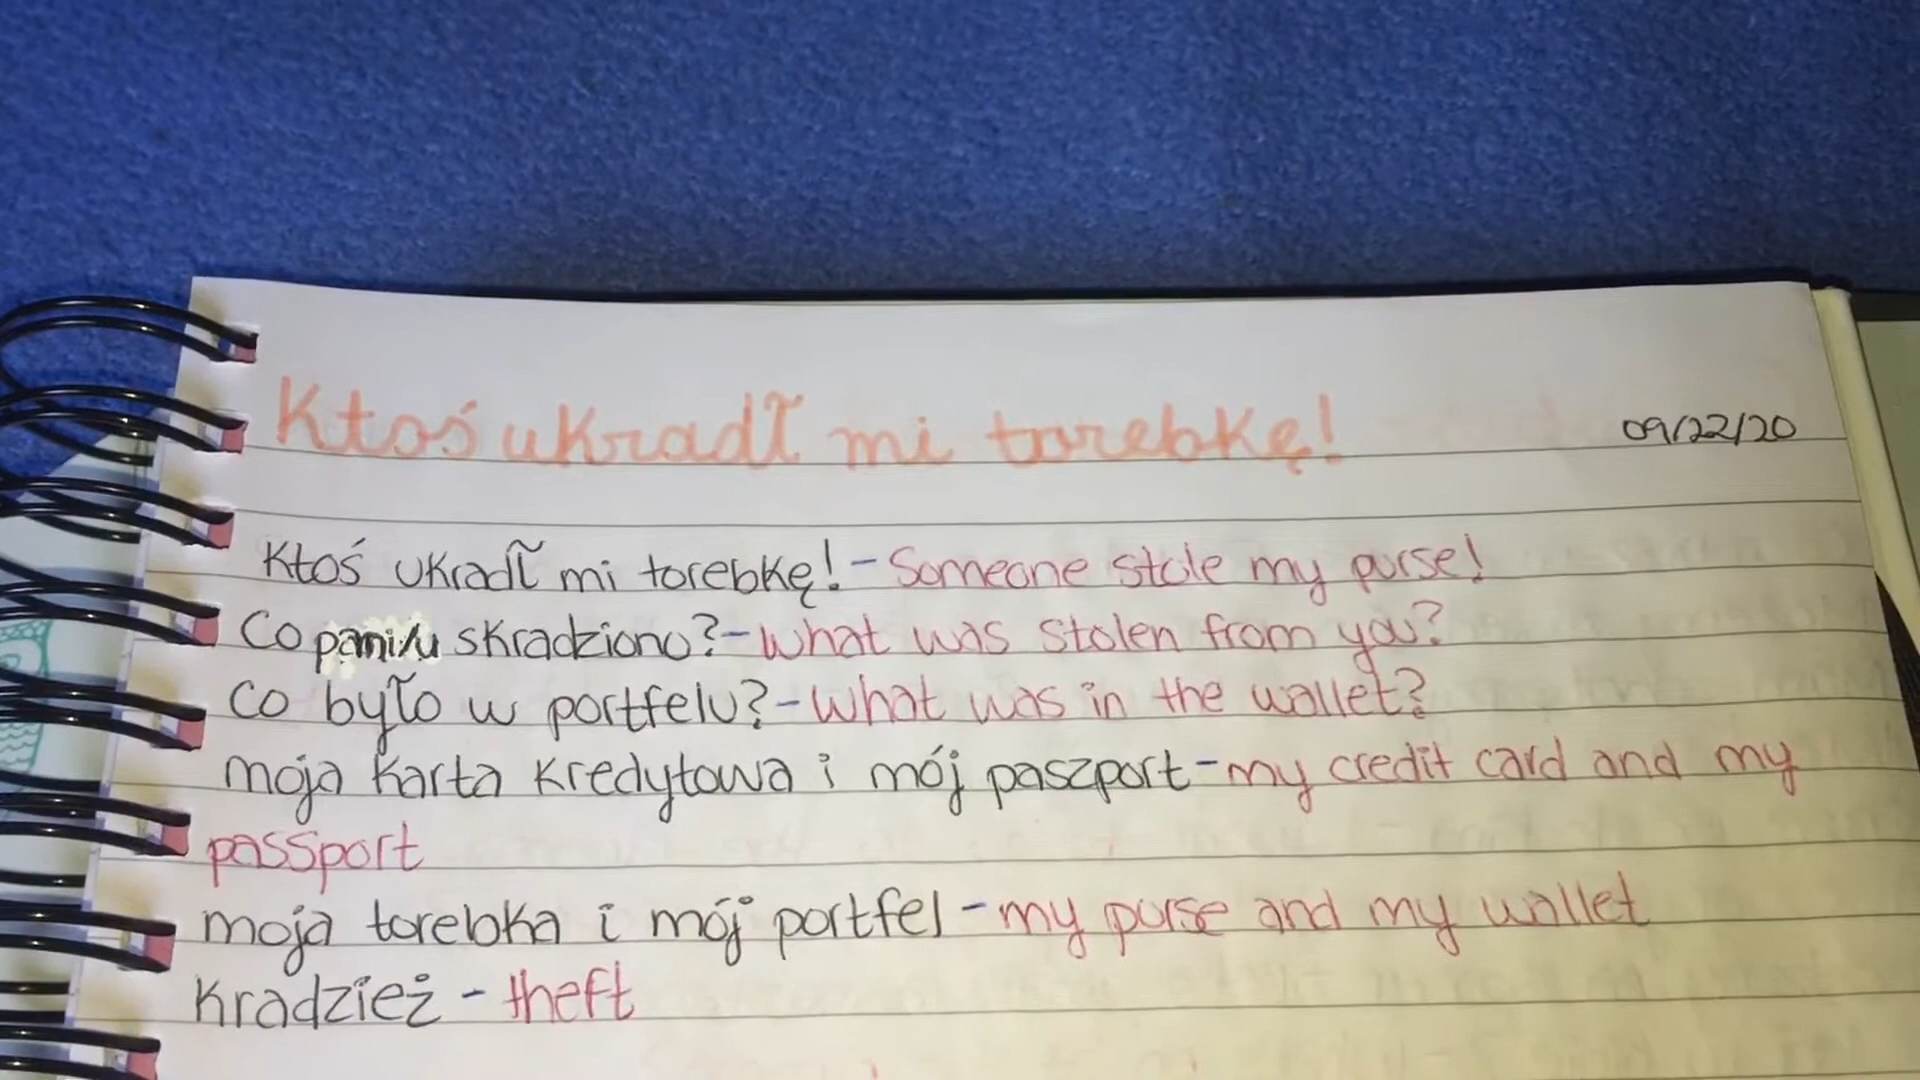 Ktoś ukradł mi torebkę!
09/22/20
Ktoś ukradł mi torebkę! - Someone stole my purse!
Co skradziono? - What was stolen from you?
Co było w portfelu? - What was in the wallet?
moja karta kredytowa i mój paszport - my credit card and my
passport
moja torebka i mój portfel - my purse and my wallet
Kradzież - theft